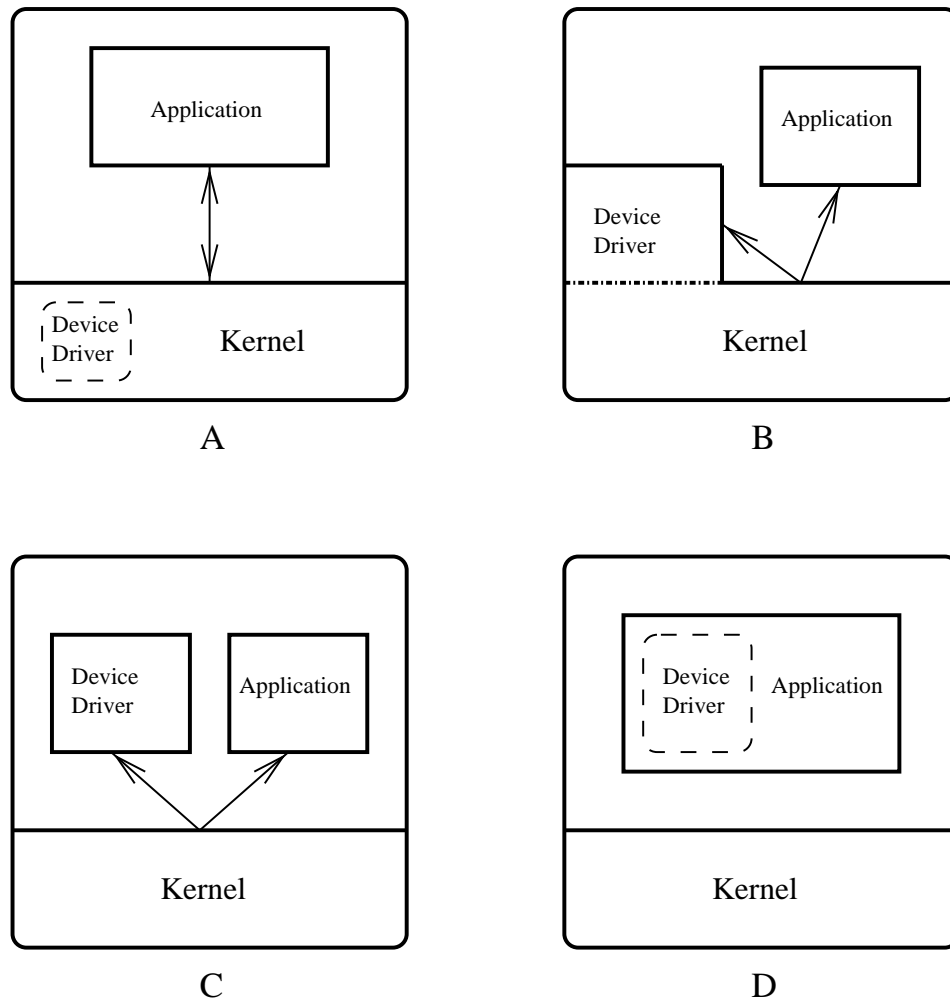 Application
Device
Driver
Kernel
A
Application
Device
Driver
Kernel
B
Device
Driver
Application
Kernel
C
Device
Driver
Application
Kernel
D